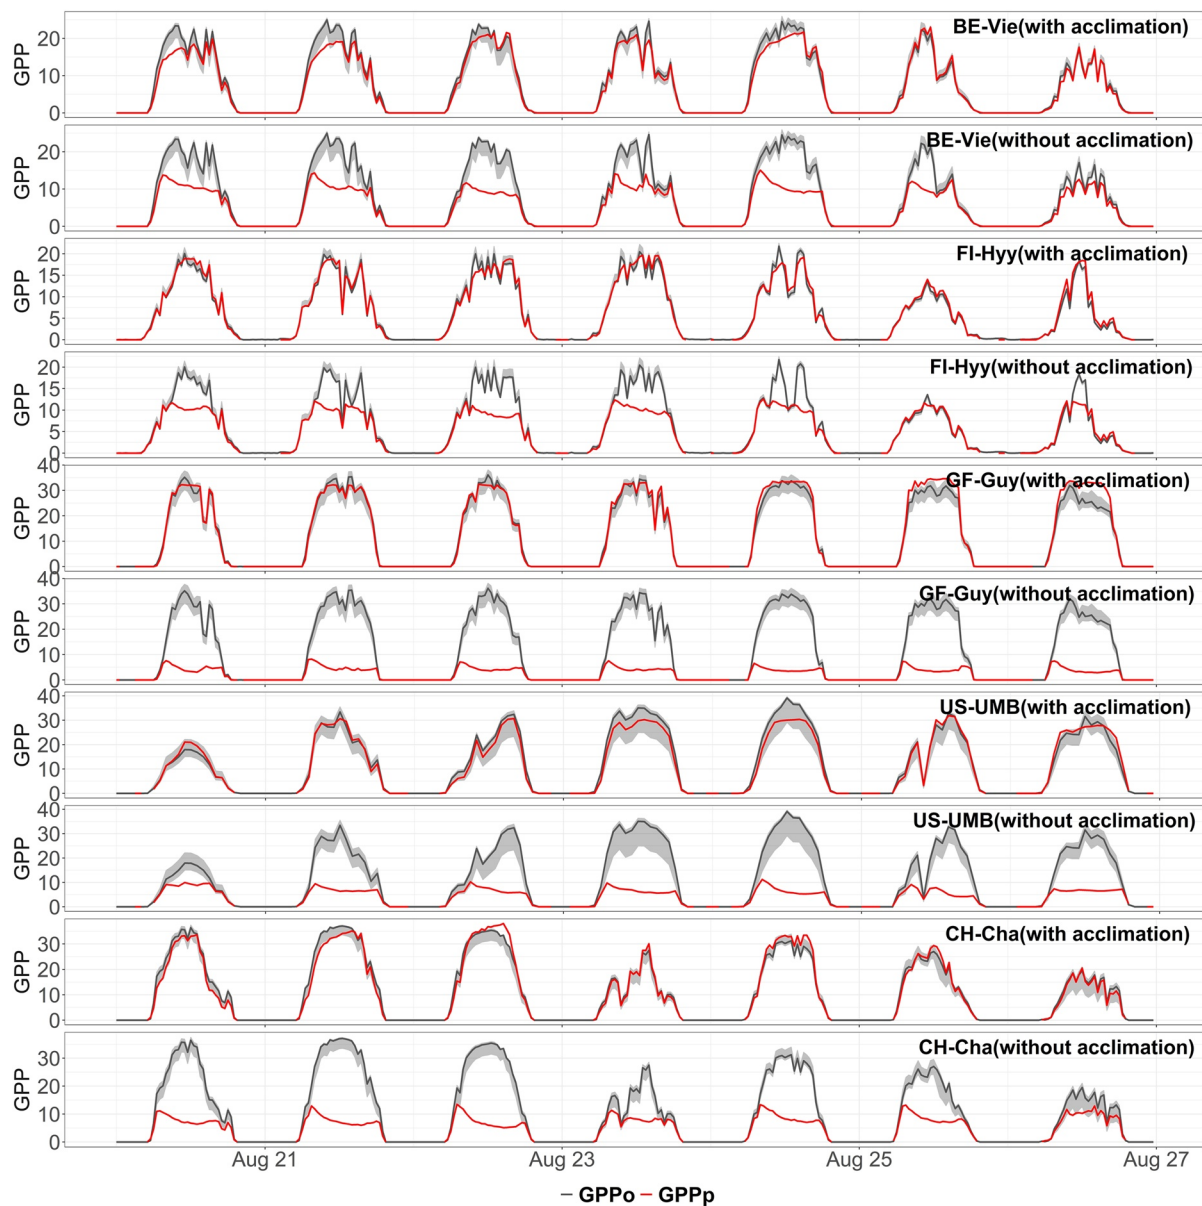 BE-Vie(with acclimation)
GPP
20
10
0
BE-Vie(without acclimation)
GPP
20
10
0
FI-Hyy(with acclimation)
GPP
20
15
10
5
0
FI-Hyy(without acclimation)
GPP
20
15
10
5
0
GF-Guy(with acclimation)
GPP
40
30
20
10
0
GF-Guy(without acclimation)
GPP
40
30
20
10
0
US-UMB(with acclimation)
GPP
40
30
20
10
0
US-UMB(without acclimation)
GPP
40
30
20
10
0
CH-Cha(with acclimation)
GPP
30
20
10
0
CH-Cha(without acclimation)
GPP
30
20
10
0
Aug 21 Aug 23 Aug 25 Aug 27
GPPo GPPp